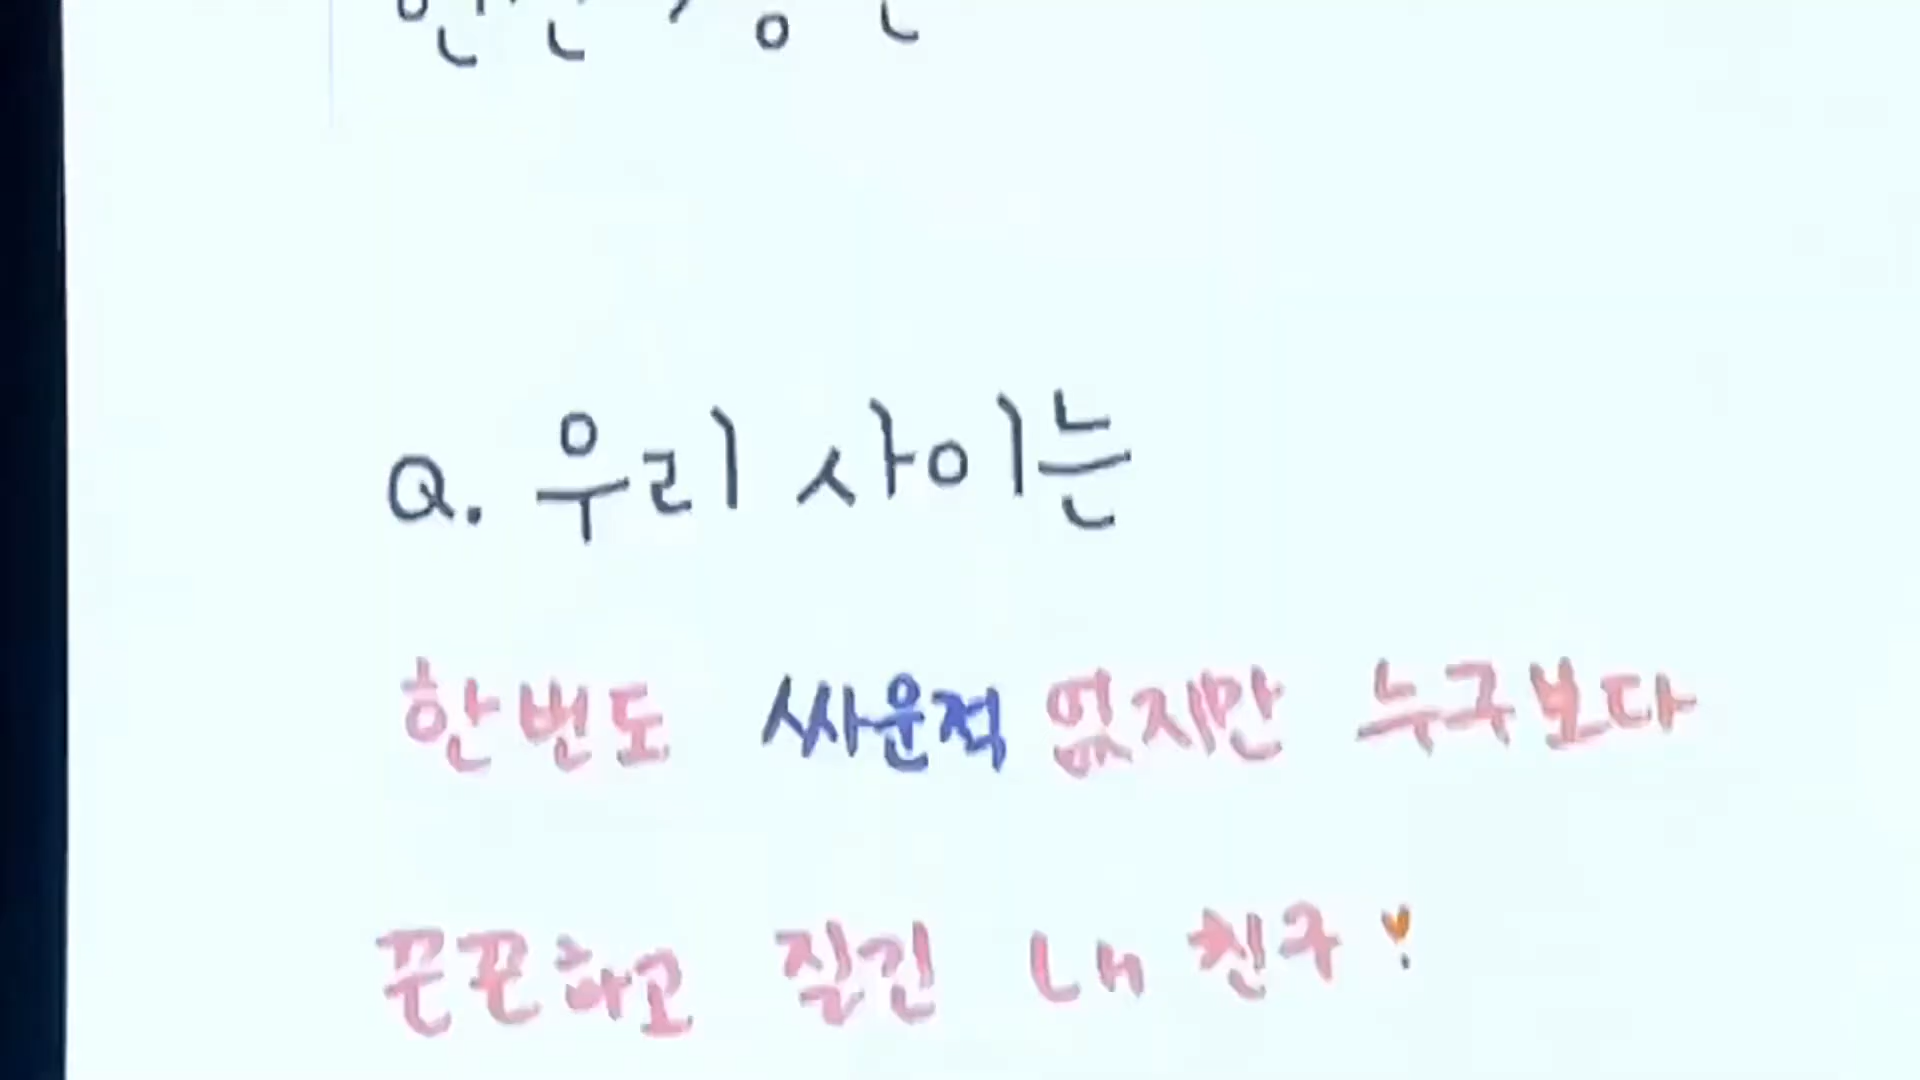 Q. 우리 사이는
한번도 싸운적 없지만 누구보다
끈끈하고 질긴 내 친구